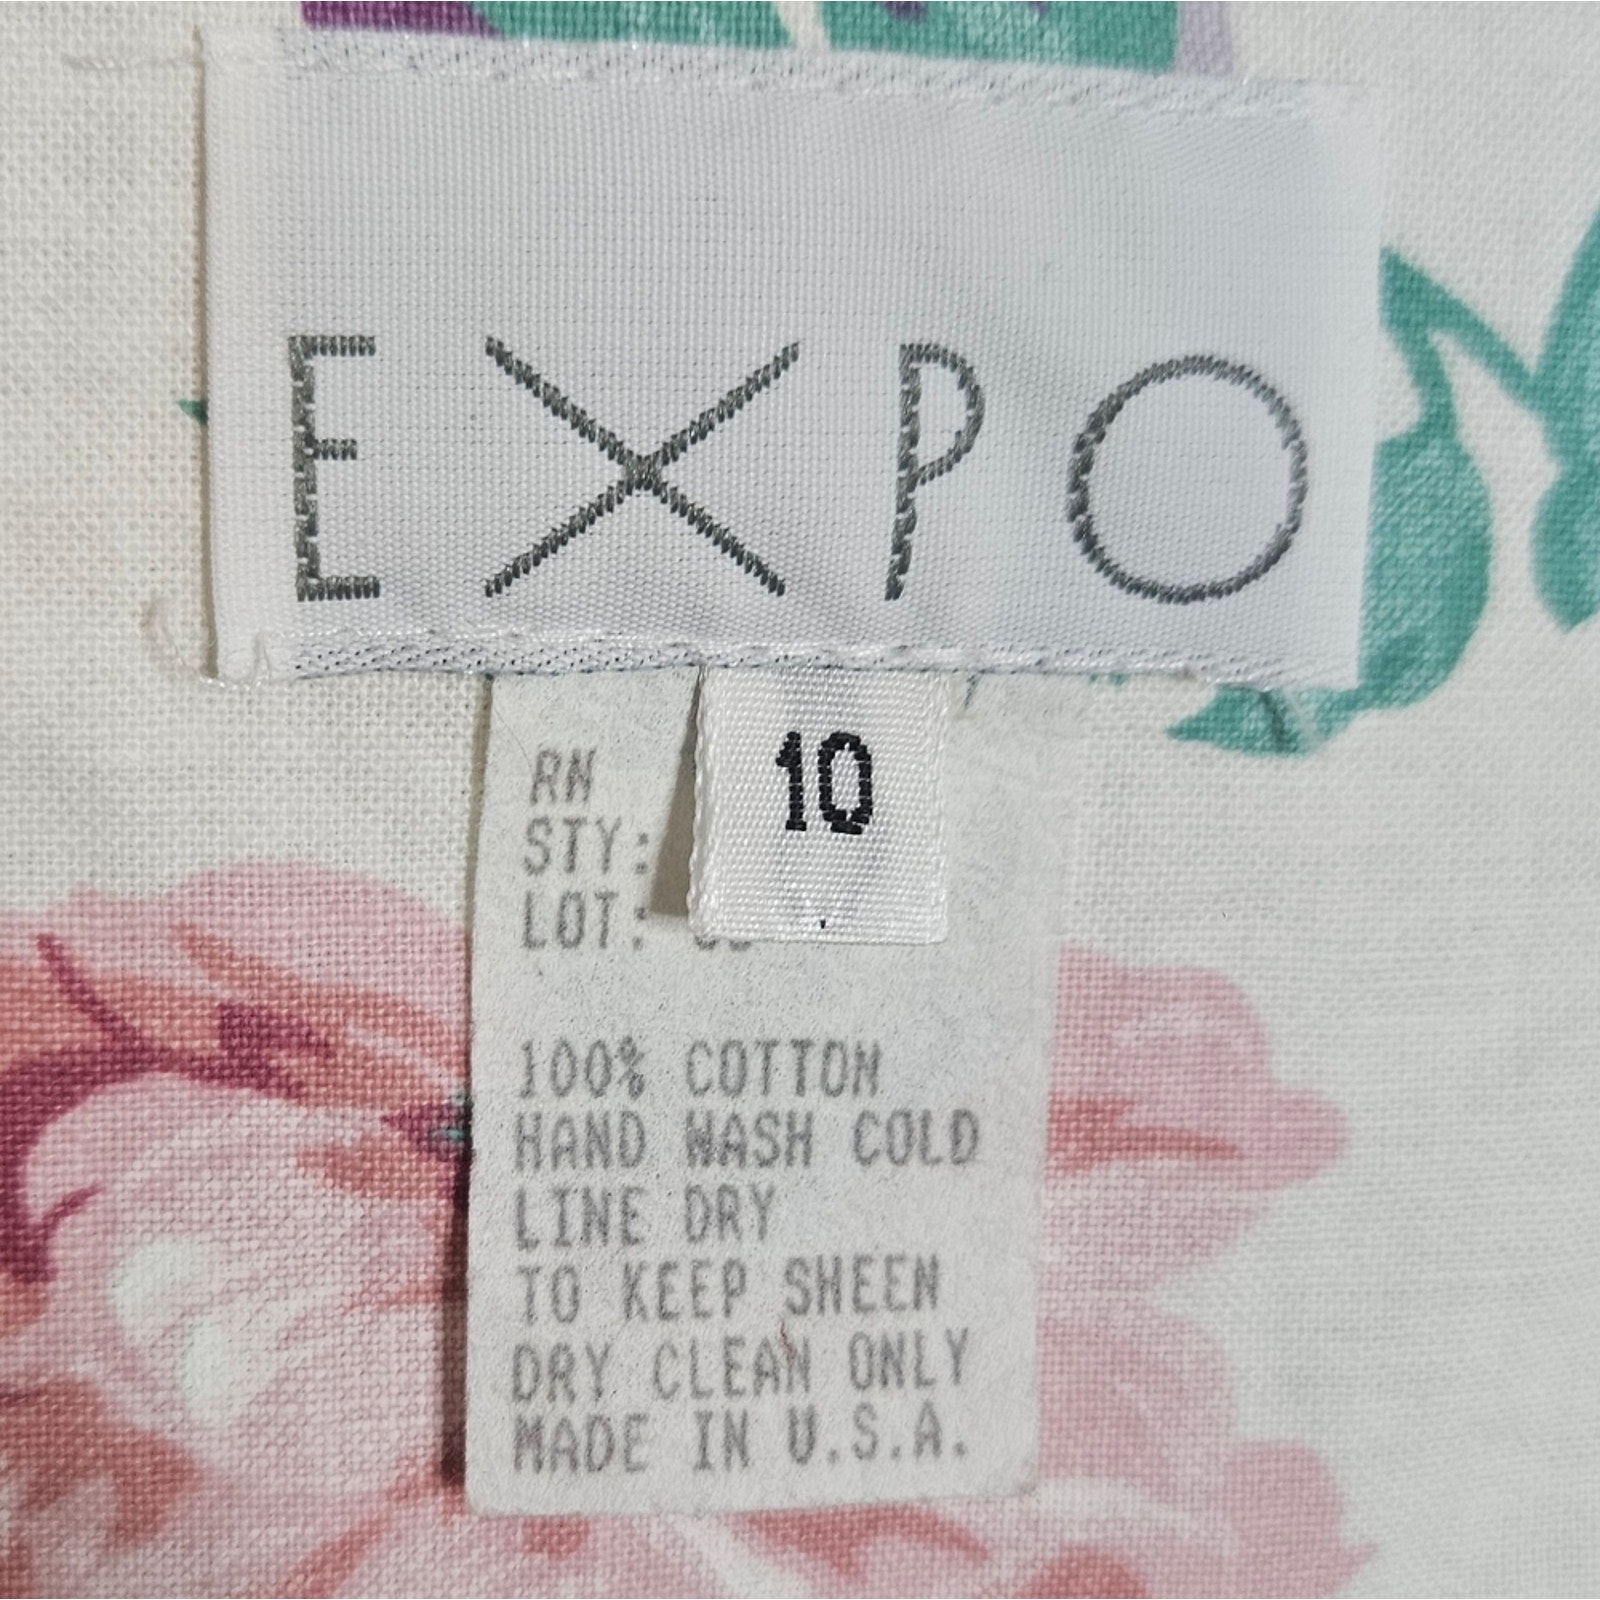 EXPO
10
RN
STY:
LOT:
100% COTTON
HAND WASH COLD
LINE DRY
TO KEEP SHEEN
DRY CLEAN ONLY
MADE IN U.S.A.